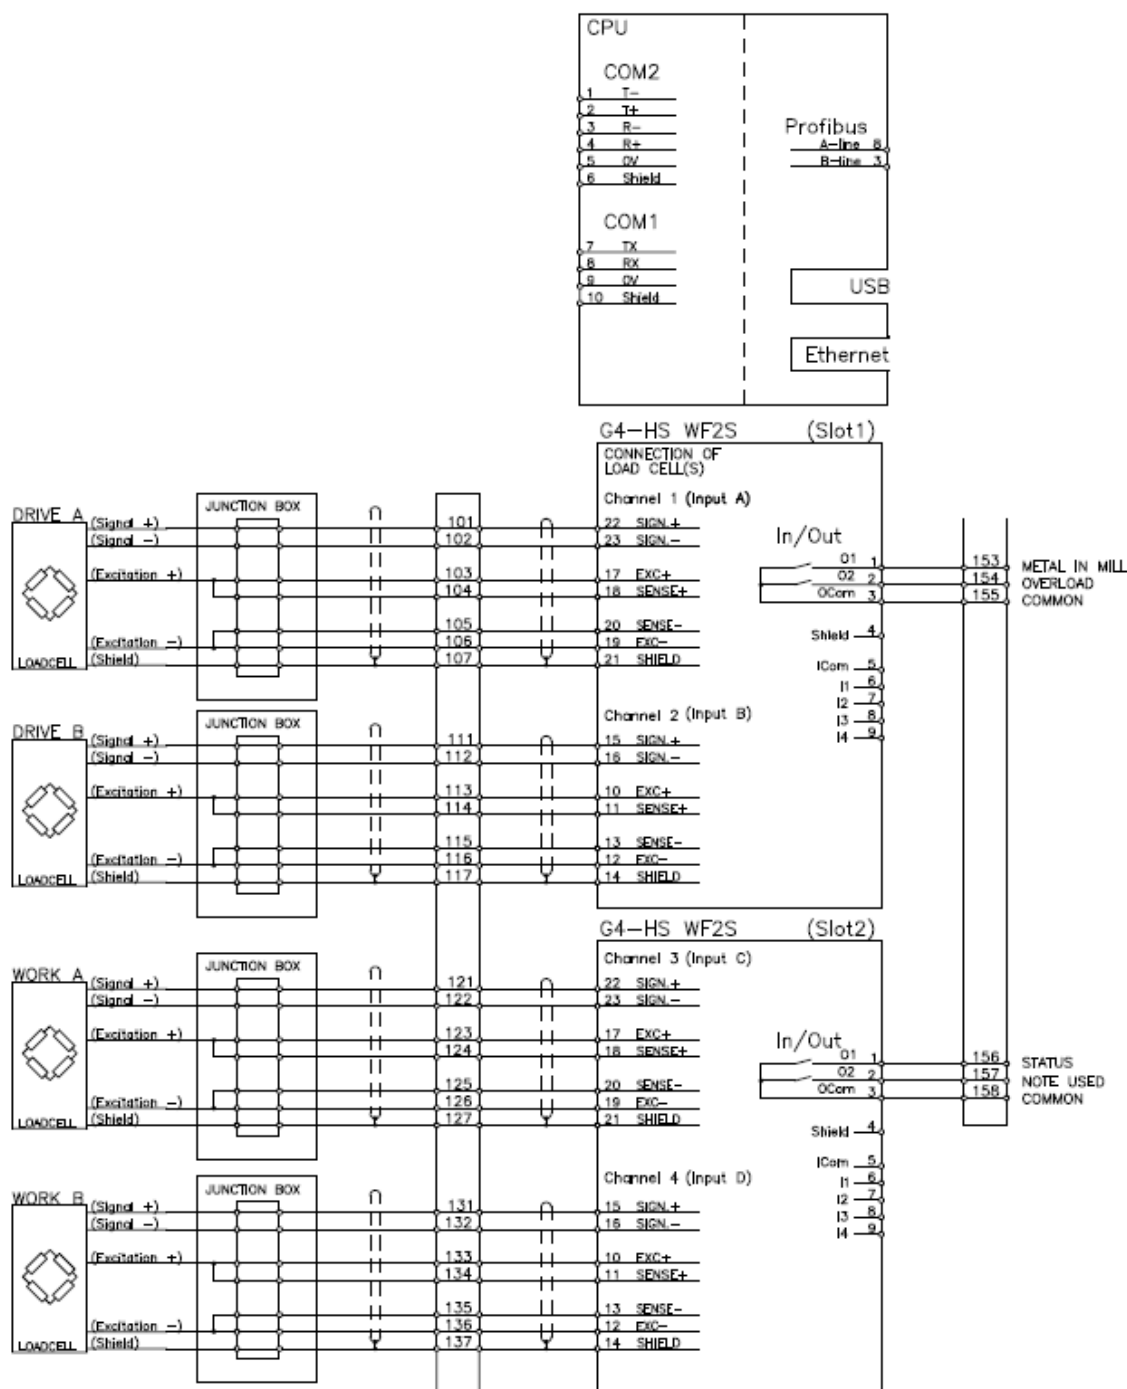 CPU
COM2
1 T-
2 T+
3 R-
4 R+
5 0V
6 Shield
Profibus
A-line 8
B-line 3
COM1
7 TX
8 RX
9 0V
10 Shield
USB
Ethernet
G4-HS WF2S (Slot1)
CONNECTION OF
LOAD CELL(S)
Channel 1 (Input A)
DRIVE A
JUNCTION BOX
(Signal +) 101 22 SIGN.+
(Signal -) 102 23 SIGN.-
(Excitation +) 103 17 EXC+
104 18 SENSE+
105 20 SENSE-
(Excitation -) 106 19 EXC-
(Shield) 107 21 SHIELD
LOADCELL
In/Out
O1 1 153 METAL IN MILL
O2 2 154 OVERLOAD
OCom 3 155 COMMON
Shield 4
ICom 5
I1 6
I2 7
I3 8
I4 9
Channel 2 (Input B)
DRIVE B
JUNCTION BOX
(Signal +) 111 15 SIGN.+
(Signal -) 112 16 SIGN.-
(Excitation +) 113 10 EXC+
114 11 SENSE+
115 13 SENSE-
(Excitation -) 116 12 EXC-
(Shield) 117 14 SHIELD
LOADCELL
G4-HS WF2S (Slot2)
Channel 3 (Input C)
WORK A
JUNCTION BOX
(Signal +) 121 22 SIGN.+
(Signal -) 122 23 SIGN.-
(Excitation +) 123 17 EXC+
124 18 SENSE+
125 20 SENSE-
(Excitation -) 126 19 EXC-
(Shield) 127 21 SHIELD
LOADCELL
In/Out
O1 1 156 STATUS
O2 2 157 NOTE USED
OCom 3 158 COMMON
Shield 4
ICom 5
I1 6
I2 7
I3 8
I4 9
Channel 4 (Input D)
WORK B
JUNCTION BOX
(Signal +) 131 15 SIGN.+
(Signal -) 132 16 SIGN.-
(Excitation +) 133 10 EXC+
134 11 SENSE+
135 13 SENSE-
(Excitation -) 136 12 EXC-
(Shield) 137 14 SHIELD
LOADCELL